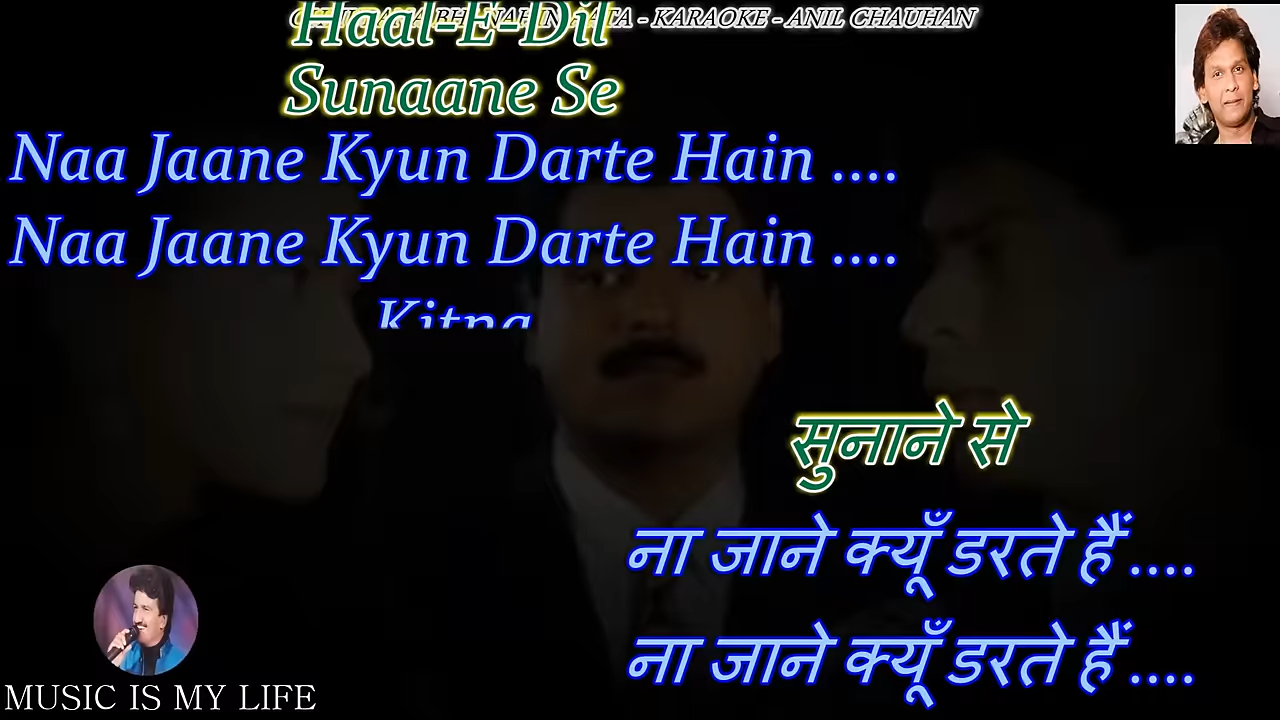 - KARAOKE - ANIL CHAUHAN
Haal-E-Dil
Sunaane Se
Naa Jaane Kyun Darte Hain ....
Naa Jaane Kyun Darte Hain ....
Kitna
सुनाने से
ना जाने क्यूँ डरते हैं ....
ना जाने क्यूँ डरते हैं ....
MUSIC IS MY LIFE